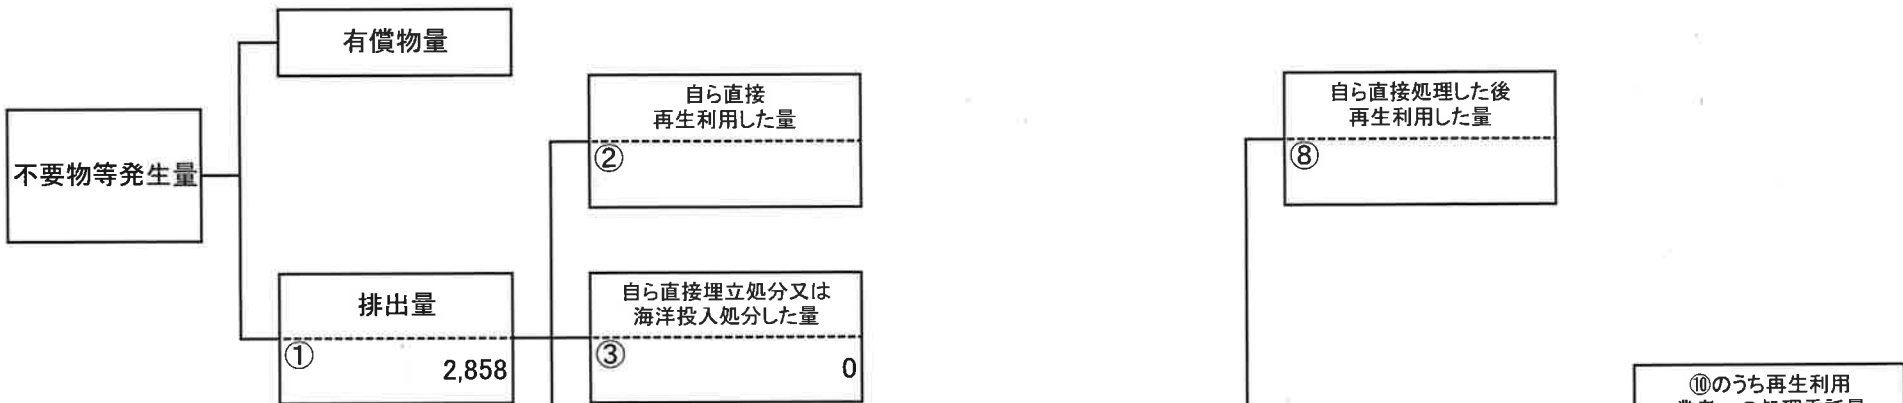 有償物量
不要物等発生量
自ら直接
再生利用した量
②
自ら直接処理した後
再生利用した量
⑧
排出量
①
2,858
自ら直接埋立処分又は
海洋投入処分した量
③
0
⑩のうち再生利用